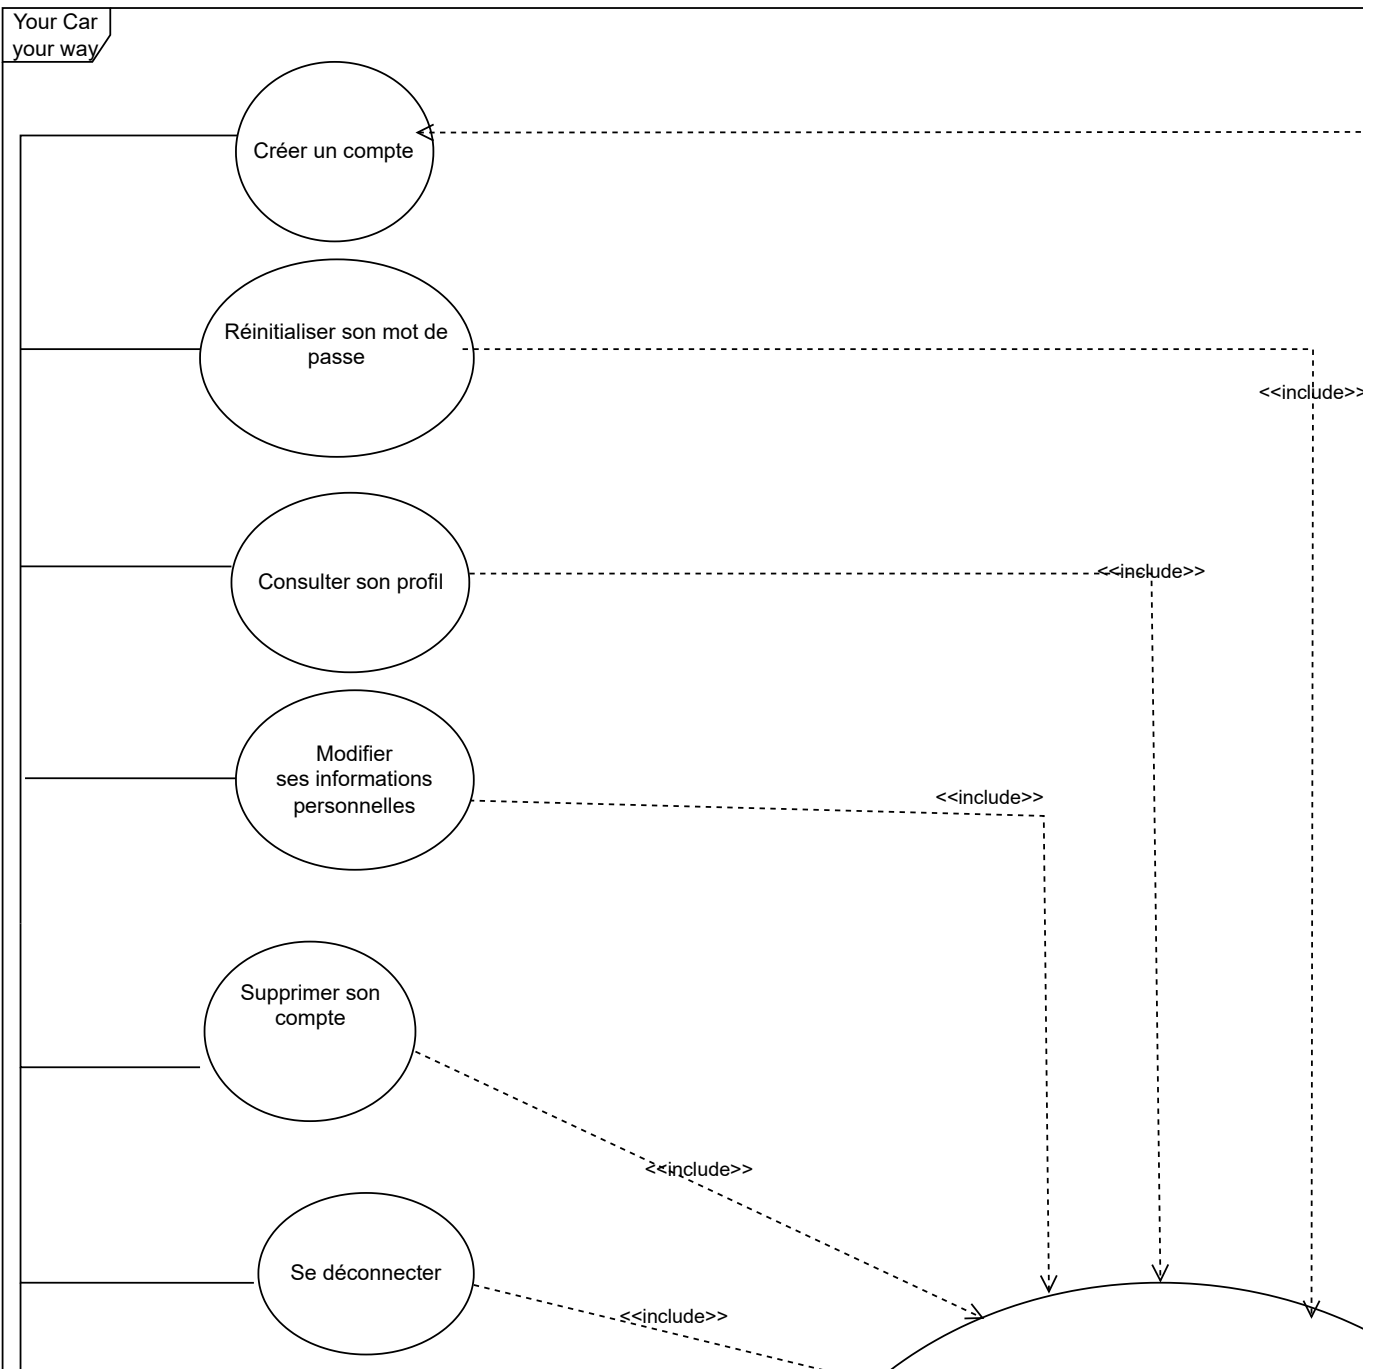 Your Car
your way
Créer un compte
Réinitialiser son mot de
passe
<<include>>
Consulter son profil
<<include>>
Modifier
ses informations
personnelles
<<include>>
Supprimer son
compte
<<include>>
Se déconnecter
<<include>>